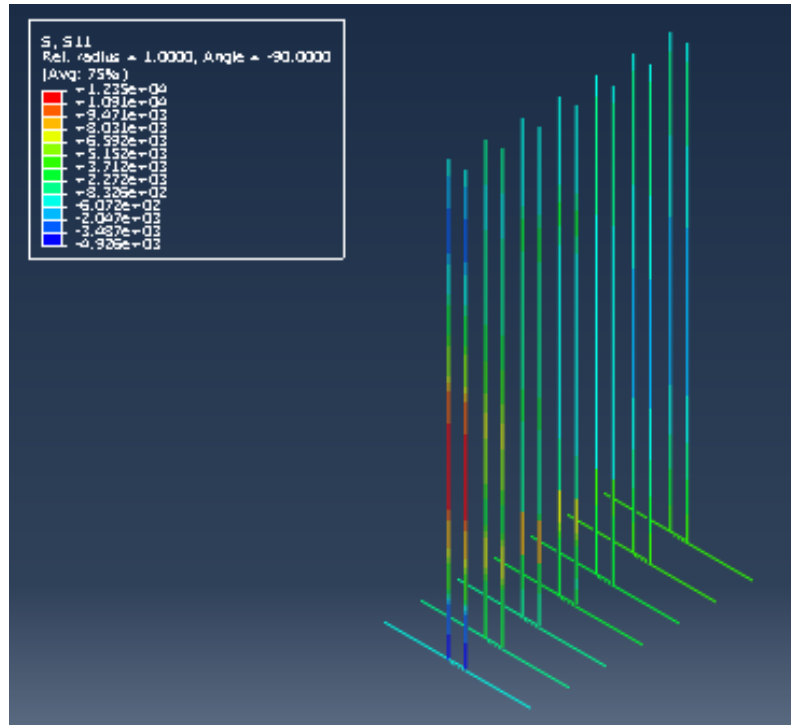 S, S11
Rel. radius = 1.0000, Angle = -90.0000
(Avg: 75%)
+1.235e+04
+1.091e+04
+9.471e+03
+8.031e+03
+6.592e+03
+5.152e+03
+3.712e+03
+2.272e+03
+8.326e+02
-6.072e+02
-2.047e+03
-3.487e+03
-4.926e+03